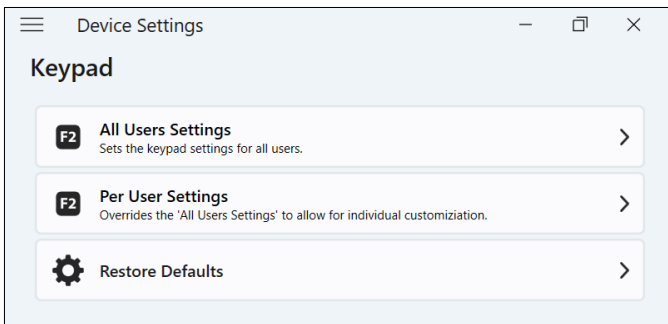 Device Settings
Keypad
F2
All Users Settings
Sets the keypad settings for all users.
F2
Per User Settings
Overrides the 'All Users Settings' to allow for individual customiziation.
Restore Defaults